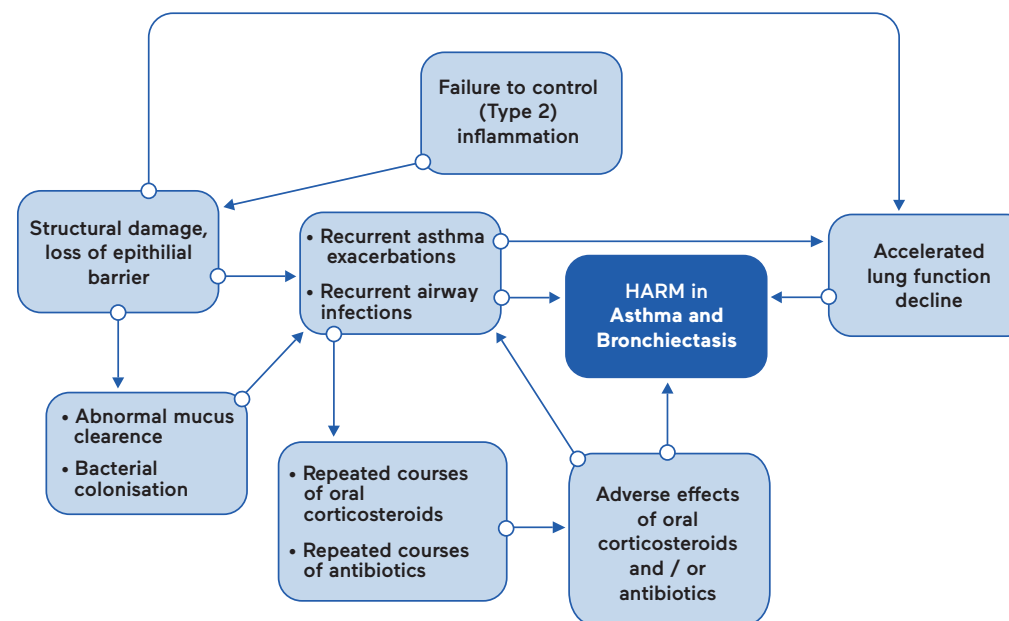 Failure to control
(Type 2)
inflammation
Structural damage,
loss of epithilial
barrier
• Recurrent asthma
exacerbations
• Recurrent airway
infections
HARM in
Asthma and
Bronchiectasis
Accelerated
lung function
decline
• Abnormal mucus
clearence
• Bacterial
colonisation
• Repeated courses
of oral
corticosteroids
• Repeated courses
of antibiotics
Adverse effects
of oral
corticosteroids
and / or
antibiotics